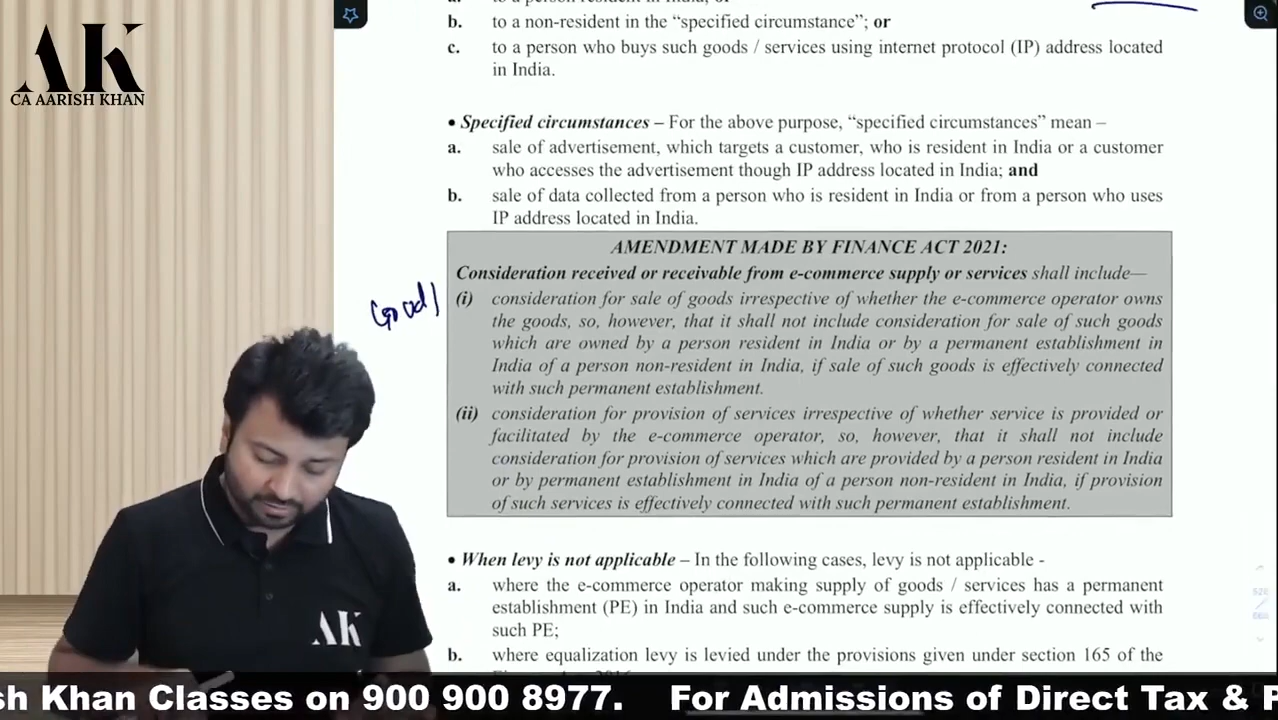 AK
CA AARISH KHAN
b. to a non-resident in the “specified circumstance”; or
c. to a person who buys such goods / services using internet protocol (IP) address located
in India.
• Specified circumstances – For the above purpose, “specified circumstances” mean –
a. sale of advertisement, which targets a customer, who is resident in India or a customer
who accesses the advertisement though IP address located in India; and
b. sale of data collected from a person who is resident in India or from a person who uses
IP address located in India.
AMENDMENT MADE BY FINANCE ACT 2021:
Consideration received or receivable from e-commerce supply or services shall include—
Good/
(i) consideration for sale of goods irrespective of whether the e-commerce operator owns
the goods, so, however, that it shall not include consideration for sale of such goods
which are owned by a person resident in India or by a permanent establishment in
India of a person non-resident in India, if sale of such goods is effectively connected
with such permanent establishment.
(ii) consideration for provision of services irrespective of whether service is provided or
facilitated by the e-commerce operator, so, however, that it shall not include
consideration for provision of services which are provided by a person resident in India
or by permanent establishment in India of a person non-resident in India, if provision
of such services is effectively connected with such permanent establishment.
• When levy is not applicable – In the following cases, levy is not applicable -
a. where the e-commerce operator making supply of goods / services has a permanent
establishment (PE) in India and such e-commerce supply is effectively connected with
such PE;
b. where equalization levy is levied under the provisions given under section 165 of the
AK
sh Khan Classes on 900 900 8977. For Admissions of Direct Tax & P